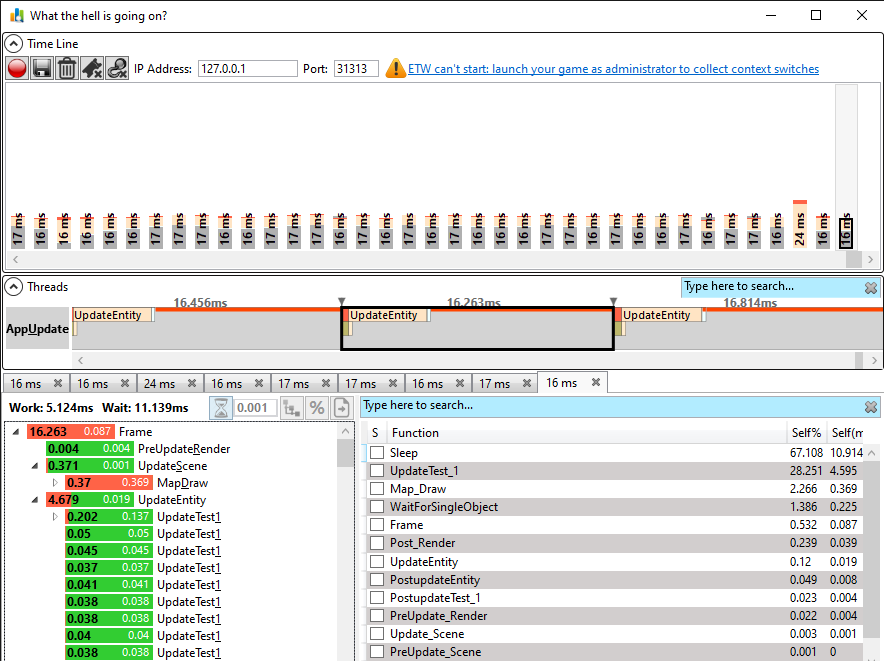 What the hell is going on?
Time Line
IP Address: 127.0.0.1 Port: 31313 ETW can't start: launch your game as administrator to collect context switches
17 ms 16 ms 16 ms 16 ms 16 ms 16 ms 17 ms 17 ms 17 ms 16 ms 16 ms 17 ms 17 ms 17 ms 16 ms 17 ms 16 ms 17 ms 16 ms 17 ms 16 ms 17 ms 16 ms 17 ms 17 ms 17 ms 17 ms 16 ms 16 ms 17 ms 16 ms 17 ms 17 ms 16 ms 24 ms 16 ms 16 ms
Threads
Type here to search...
16.456ms 16.263ms 16.814ms
AppUpdate UpdateEntity UpdateEntity UpdateEntity
16 ms 16 ms 24 ms 16 ms 17 ms 17 ms 16 ms 17 ms 16 ms
Work: 5.124ms Wait: 11.139ms 0.001 %
16.263 0.087 Frame
0.004 0.004 PreUpdateRender
0.371 0.001 UpdateScene
0.37 0.369 MapDraw
4.679 0.019 UpdateEntity
0.202 0.137 UpdateTest1
0.05 0.05 UpdateTest1
0.045 0.045 UpdateTest1
0.037 0.037 UpdateTest1
0.041 0.041 UpdateTest1
0.038 0.038 UpdateTest1
0.038 0.038 UpdateTest1
0.04 0.04 UpdateTest1
0.038 0.038 UpdateTest1
Type here to search...
S Function Self% Self(m
Sleep 67.108 10.914
UpdateTest_1 28.251 4.595
Map_Draw 2.266 0.369
WaitForSingleObject 1.386 0.225
Frame 0.532 0.087
Post_Render 0.239 0.039
UpdateEntity 0.12 0.019
PostupdateEntity 0.049 0.008
PostupdateTest_1 0.023 0.004
PreUpdate_Render 0.022 0.004
Update_Scene 0.003 0.001
PreUpdate_Scene 0.001 0